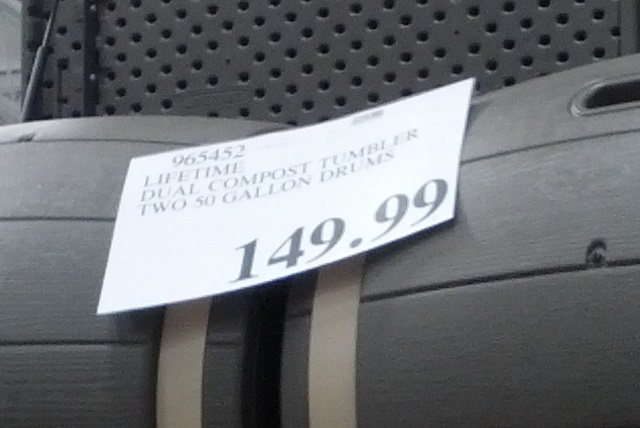 965452
LIFETIME
DUAL COMPOST TUMBLER
TWO 50 GALLON DRUMS
149.99